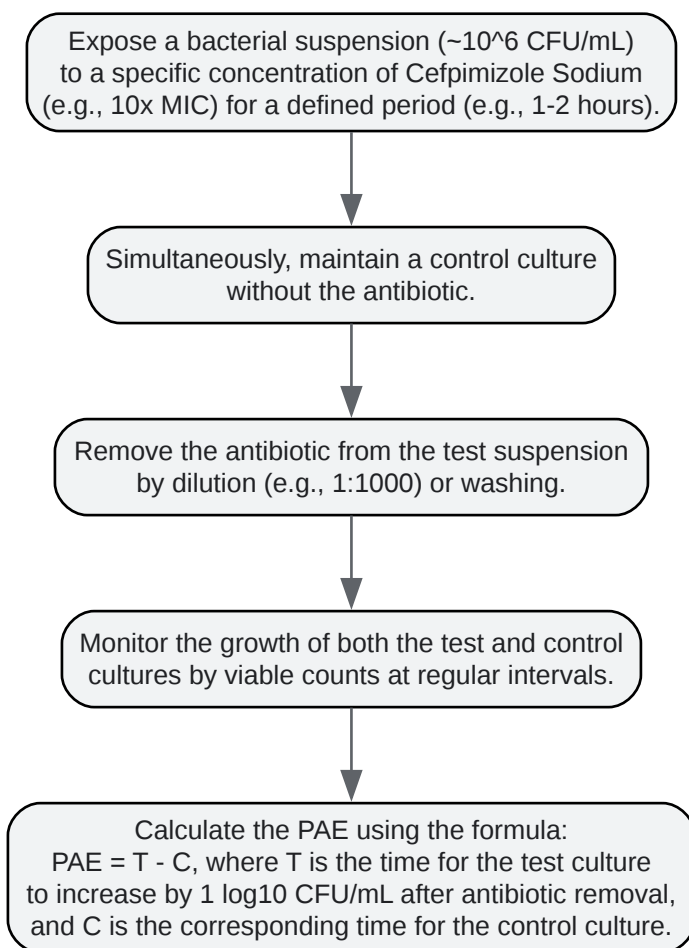 Expose a bacterial suspension (~10^6 CFU/mL)
to a specific concentration of Cefpimizole Sodium
(e.g., 10x MIC) for a defined period (e.g., 1-2 hours).
Simultaneously, maintain a control culture
without the antibiotic.
Remove the antibiotic from the test suspension
by dilution (e.g., 1:1000) or washing.
Monitor the growth of both the test and control
cultures by viable counts at regular intervals.
Calculate the PAE using the formula:
PAE = T - C, where T is the time for the test culture
to increase by 1 log10 CFU/mL after antibiotic removal,
and C is the corresponding time for the control culture.